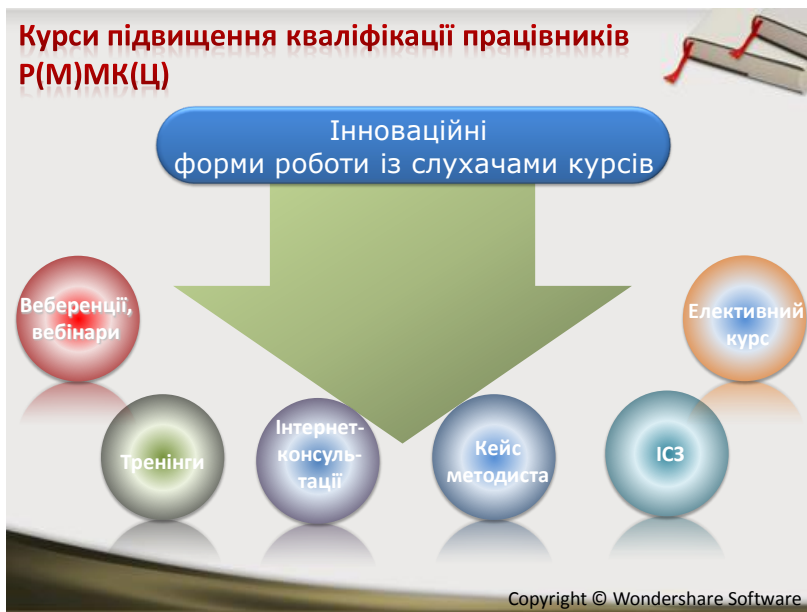 Курси підвищення кваліфікації працівників
Р(М)МК(Ц)
Інноваційні
форми роботи із слухачами курсів
Веберенції,
вебінари
Тренінги
Інтернет-
консуль-
тації
Кейс
методиста
ІСЗ
Елективний
курс
Copyright © Wondershare Software